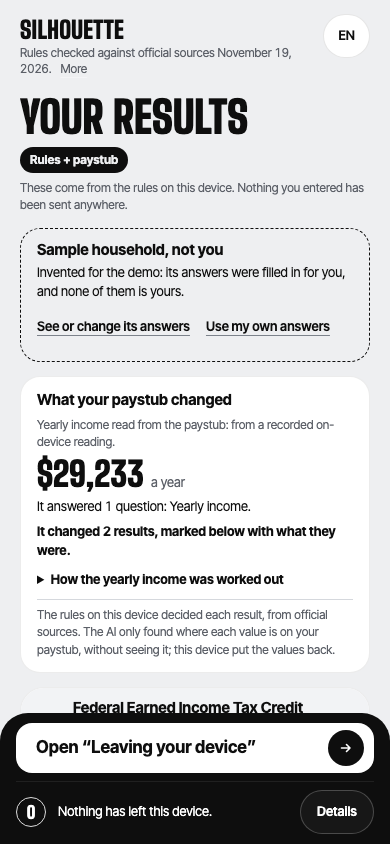 SILHOUETTE
Rules checked against official sources November 19,
2026. More
EN
YOUR RESULTS
Rules + paystub
These come from the rules on this device. Nothing you entered has
been sent anywhere.
Sample household, not you
Invented for the demo: its answers were filled in for you,
and none of them is yours.
See or change its answers Use my own answers
What your paystub changed
Yearly income read from the paystub: from a recorded on-
device reading.
$29,233 a year
It answered 1 question: Yearly income.
It changed 2 results, marked below with what they
were.
How the yearly income was worked out
The rules on this device decided each result, from official
sources. The AI only found where each value is on your
paystub, without seeing it; this device put the values back.
Federal Earned Income Tax Credit
Open “Leaving your device”
0 Nothing has left this device. Details